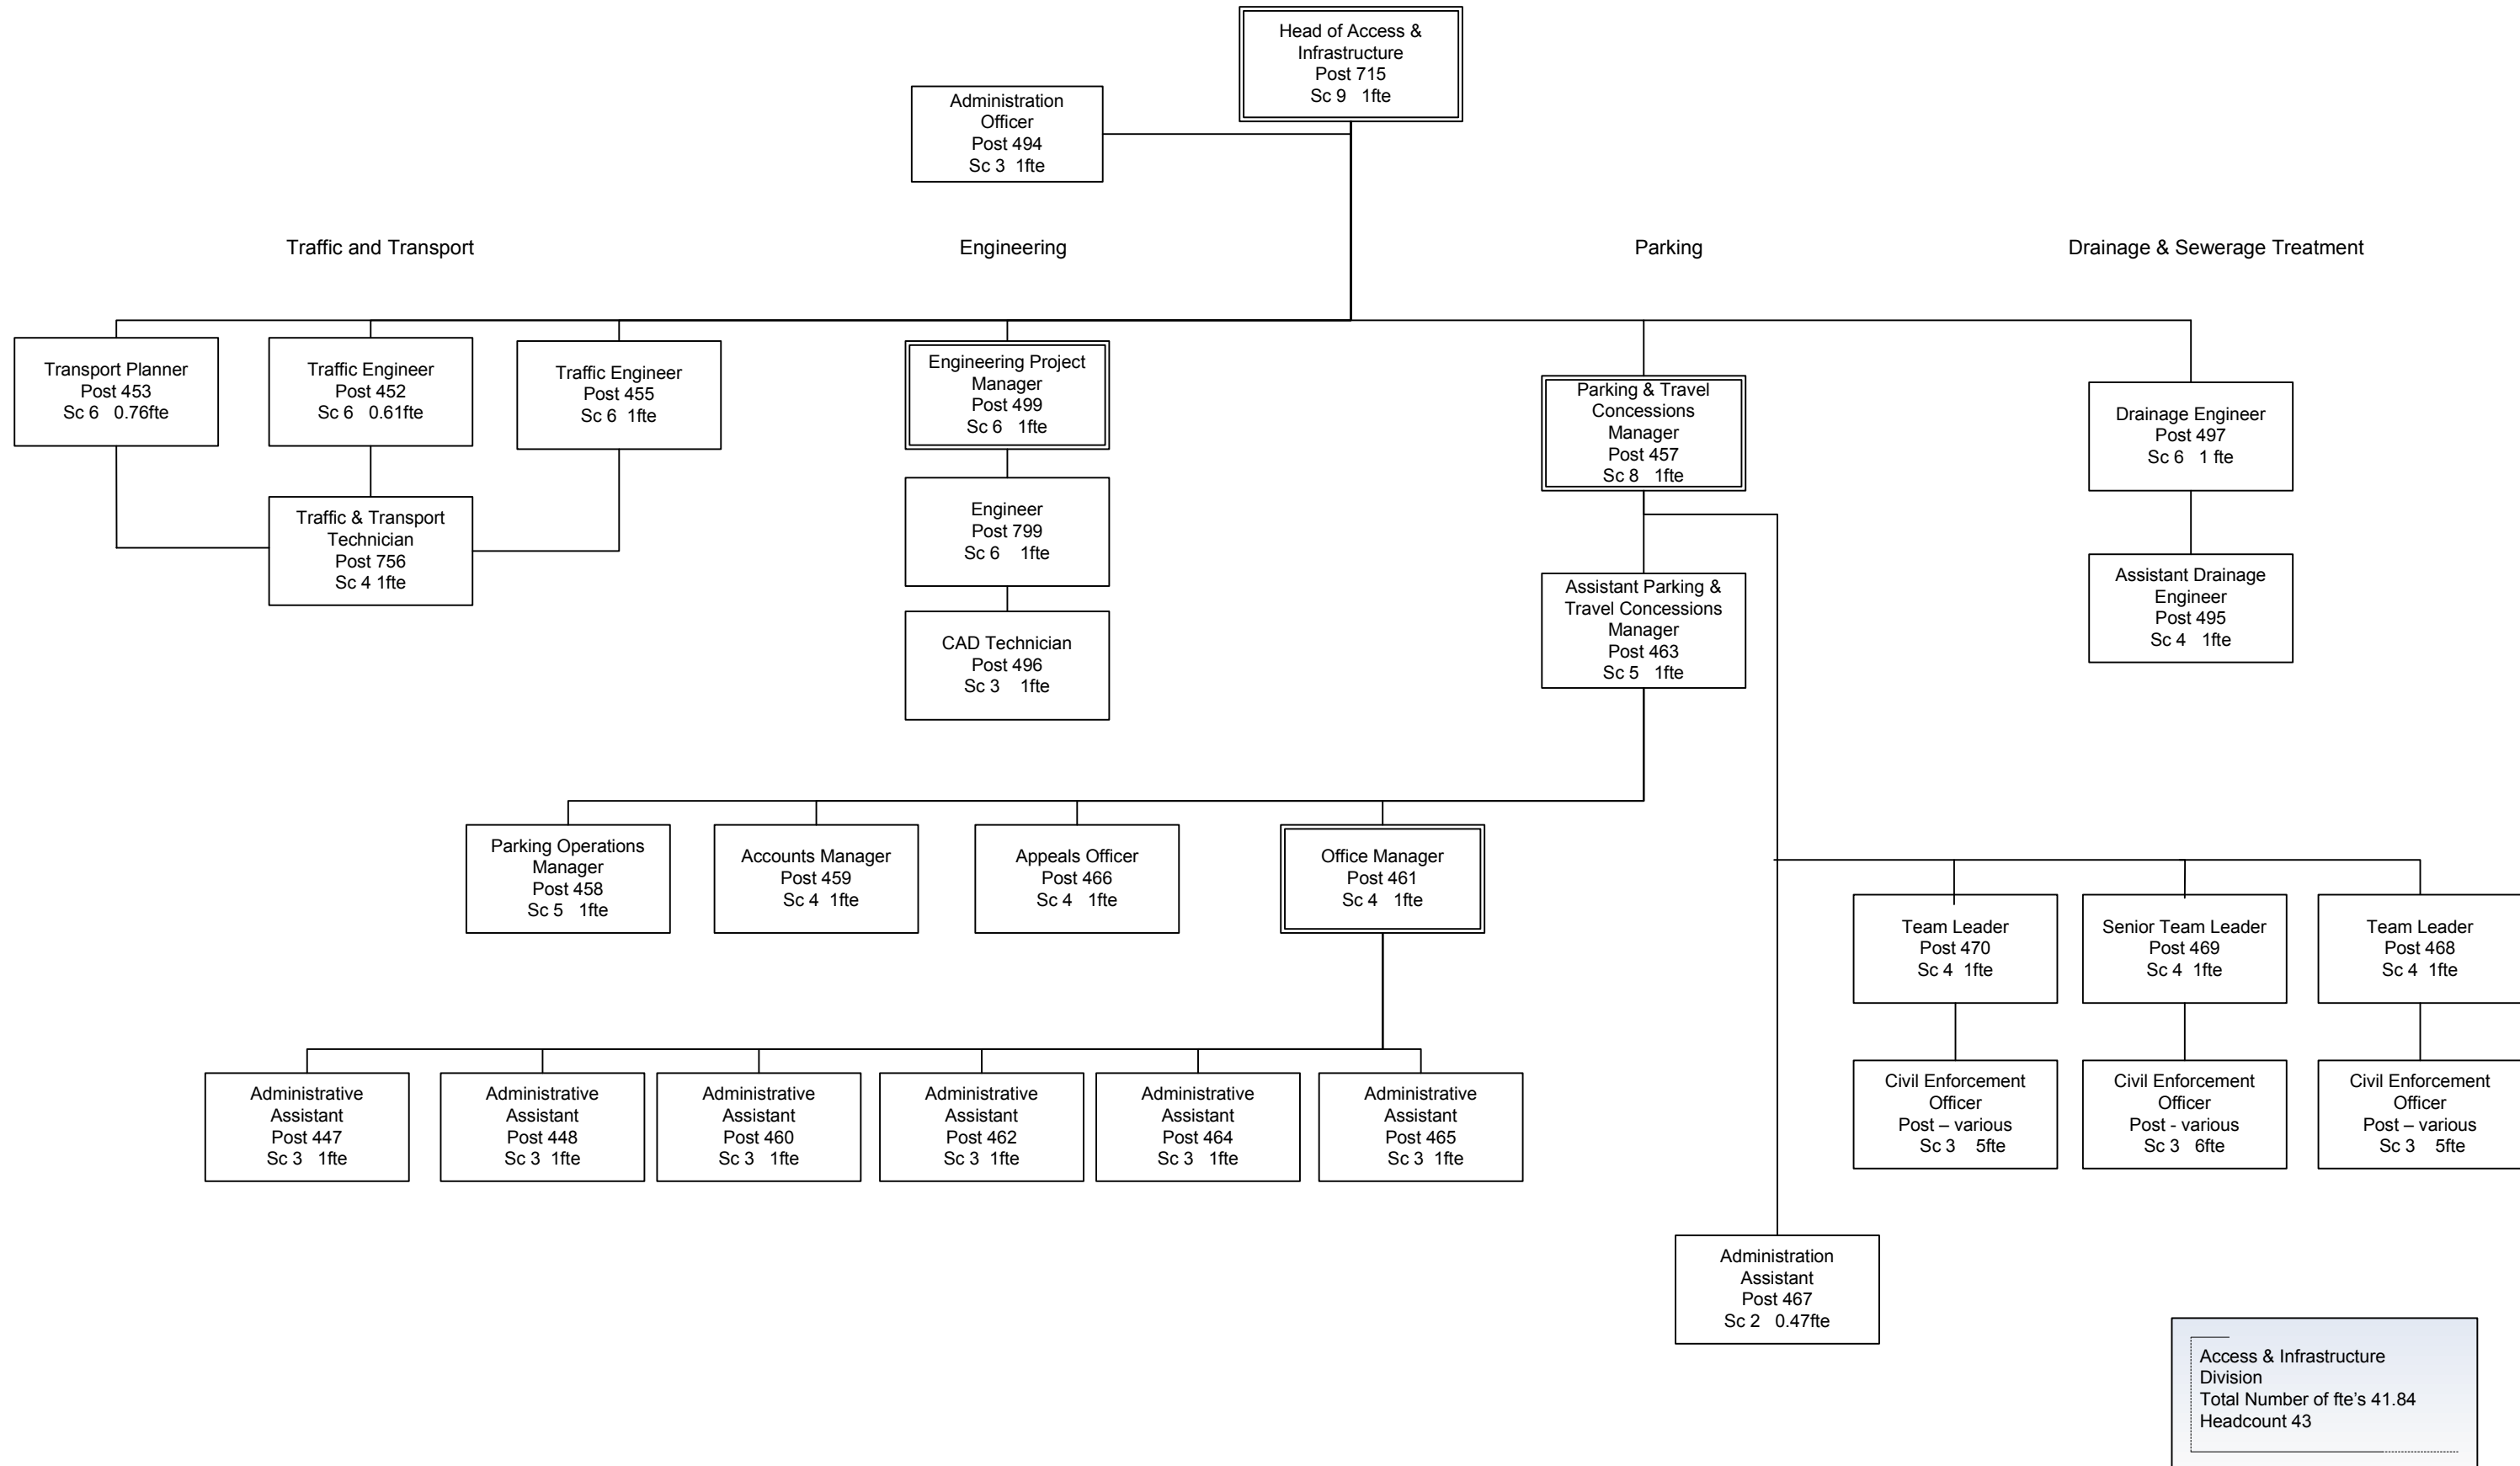 Head of Access &
Infrastructure
Post 715
Sc 9 1fte
Administration
Officer
Post 494
Sc 3 1fte
Traffic and Transport
Engineering
Parking
Drainage & Sewerage Treatment
Transport Planner
Post 453
Sc 6 0.76fte
Traffic Engineer
Post 452
Sc 6 0.61fte
Traffic Engineer
Post 455
Sc 6 1fte
Engineering Project
Manager
Post 499
Sc 6 1fte
Parking & Travel
Concessions
Manager
Post 457
Sc 8 1fte
Drainage Engineer
Post 497
Sc 6 1 fte
Traffic & Transport
Technician
Post 756
Sc 4 1fte
Engineer
Post 799
Sc 6 1fte
Assistant Parking &
Travel Concessions
Manager
Post 463
Sc 5 1fte
Assistant Drainage
Engineer
Post 495
Sc 4 1fte
CAD Technician
Post 496
Sc 3 1fte
Parking Operations
Manager
Post 458
Sc 5 1fte
Accounts Manager
Post 459
Sc 4 1fte
Appeals Officer
Post 466
Sc 4 1fte
Office Manager
Post 461
Sc 4 1fte
Team Leader
Post 470
Sc 4 1fte
Senior Team Leader
Post 469
Sc 4 1fte
Team Leader
Post 468
Sc 4 1fte
Administrative
Assistant
Post 447
Sc 3 1fte
Administrative
Assistant
Post 448
Sc 3 1fte
Administrative
Assistant
Post 460
Sc 3 1fte
Administrative
Assistant
Post 462
Sc 3 1fte
Administrative
Assistant
Post 464
Sc 3 1fte
Administrative
Assistant
Post 465
Sc 3 1fte
Civil Enforcement
Officer
Post – various
Sc 3 5fte
Civil Enforcement
Officer
Post - various
Sc 3 6fte
Civil Enforcement
Officer
Post – various
Sc 3 5fte
Administration
Assistant
Post 467
Sc 2 0.47fte
Access & Infrastructure
Division
Total Number of fte’s 41.84
Headcount 43